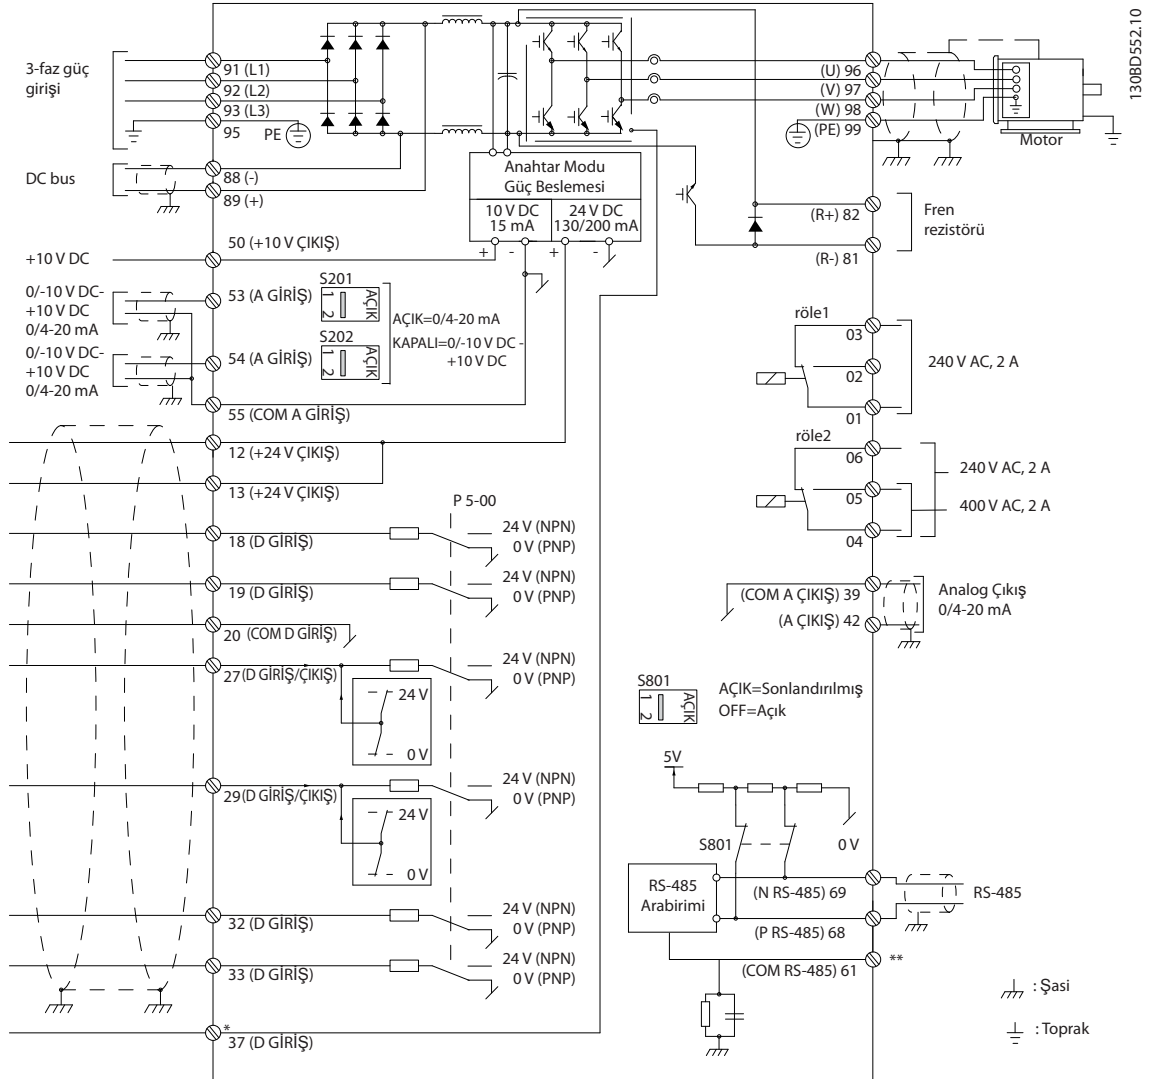 130BD552.10
3-faz güç
girişi
91 (L1)
92 (L2)
93 (L3)
95
PE
DC bus
88 (-)
89 (+)
50 (+10 V ÇIKIŞ)
+10 V DC
0/-10 V DC-
+10 V DC
0/4-20 mA
53 (A GİRİŞ)
0/-10 V DC-
+10 V DC
0/4-20 mA
54 (A GİRİŞ)
55 (COM A GİRİŞ)
12 (+24 V ÇIKIŞ)
13 (+24 V ÇIKIŞ)
18 (D GİRİŞ)
19 (D GİRİŞ)
20 (COM D GİRİŞ)
27 (D GİRİŞ/ÇIKIŞ)
24 V
0 V
29 (D GİRİŞ/ÇIKIŞ)
24 V
0 V
32 (D GİRİŞ)
33 (D GİRİŞ)
*
37 (D GİRİŞ)
S201
1 2
AÇIK
S202
1 2
AÇIK
AÇIK=0/4-20 mA
KAPALI=0/-10 V DC -
+10 V DC
P 5-00
24 V (NPN)
0 V (PNP)
24 V (NPN)
0 V (PNP)
24 V (NPN)
0 V (PNP)
24 V (NPN)
0 V (PNP)
24 V (NPN)
0 V (PNP)
24 V (NPN)
0 V (PNP)
Anahtar Modu
Güç Beslemesi
10 V DC
15 mA
24 V DC
130/200 mA
+ - + -
(U) 96
(V) 97
(W) 98
(PE) 99
Motor
(R+) 82
(R-) 81
Fren
rezistörü
röle1
03
02
01
240 V AC, 2 A
röle2
06
05
04
240 V AC, 2 A
400 V AC, 2 A
(COM A ÇIKIŞ) 39
(A ÇIKIŞ) 42
Analog Çıkış
0/4-20 mA
S801
1 2
AÇIK
AÇIK=Sonlandırılmış
OFF=Açık
5V
S801
0 V
RS-485
Arabirimi
(N RS-485) 69
(P RS-485) 68
(COM RS-485) 61
RS-485
**
: Şasi
: Toprak